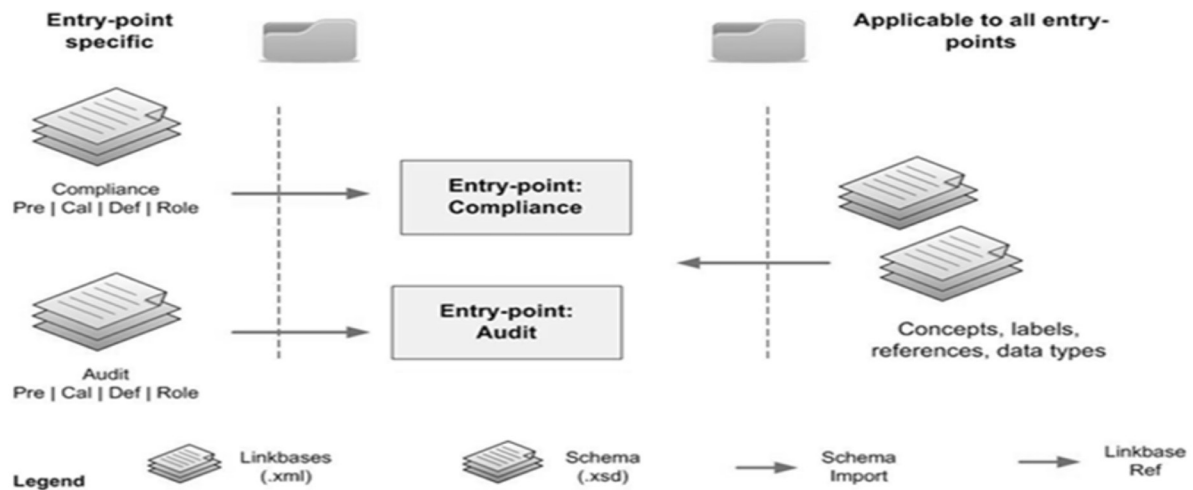 Entry-point
specific
Applicable to all entry-
points
Compliance
Pre | Cal | Def | Role
Entry-point:
Compliance
Audit
Pre | Cal | Def | Role
Entry-point:
Audit
Concepts, labels,
references, data types
Legend
Linkbases
(.xml)
Schema
(.xsd)
Schema
Import
Linkbase
Ref